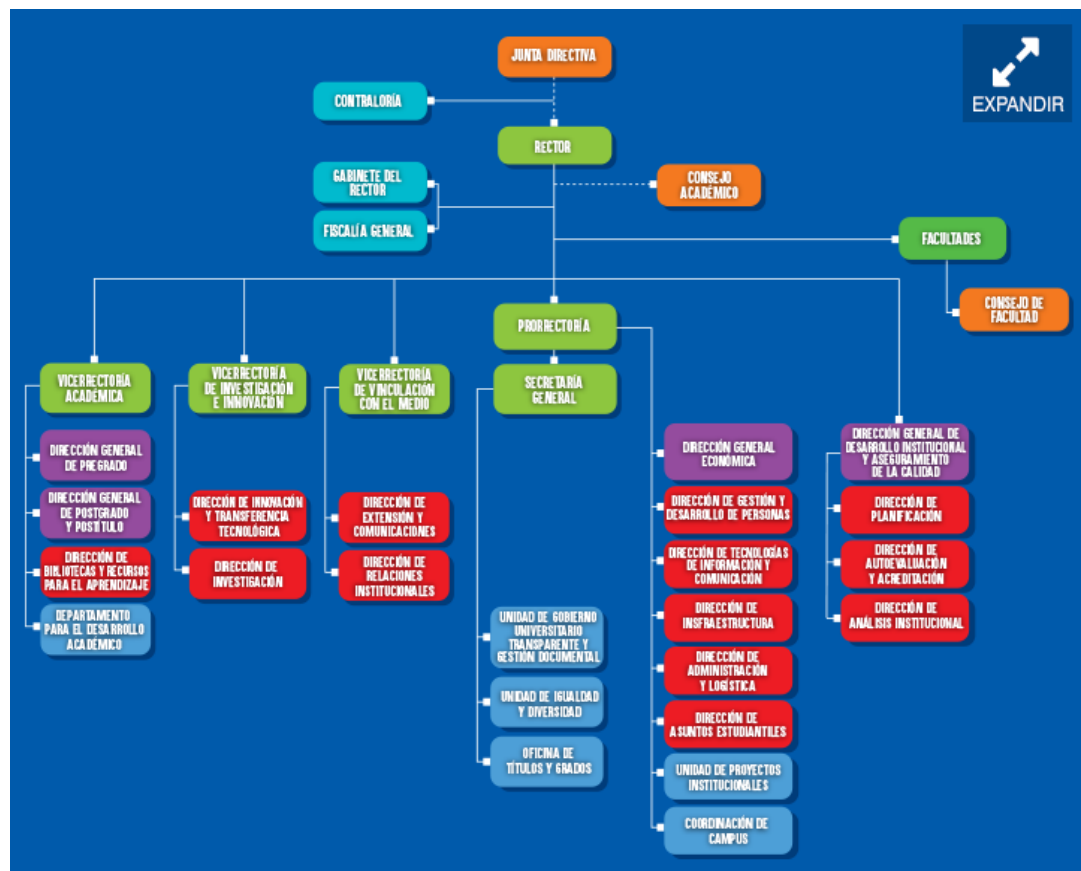 JUNTA DIRECTIVA
EXPANDIR
CONTRALORÍA
RECTOR
GABINETE DEL
RECTOR
CONSEJO
ACADÉMICO
FISCALÍA GENERAL
FACULTADES
CONSEJO DE
FACULTAD
PRORRECTORÍA
VICERRECTORÍA
ACADÉMICA
VICERRECTORÍA
DE INVESTIGACIÓN
E INNOVACIÓN
VICERRECTORÍA
DE VINCULACIÓN
CON EL MEDIO
SECRETARÍA
GENERAL
DIRECCIÓN GENERAL
DE PREGRADO
DIRECCIÓN GENERAL
DE POSTGRADO
Y POSTÍTULO
DIRECCIÓN DE
BIBLIOTECAS Y RECURSOS
PARA EL APRENDIZAJE
DEPARTAMENTO
PARA EL DESARROLLO
ACADÉMICO
DIRECCIÓN DE INNOVACIÓN
Y TRANSFERENCIA
TECNOLÓGICA
DIRECCIÓN DE
INVESTIGACIÓN
DIRECCIÓN DE
EXTENSIÓN Y
COMUNICACIONES
DIRECCIÓN DE
RELACIONES
INSTITUCIONALES
UNIDAD DE GOBIERNO
UNIVERSITARIO
TRANSPARENTE Y
GESTIÓN DOCUMENTAL
UNIDAD DE IGUALDAD
Y DIVERSIDAD
OFICINA DE
TÍTULOS Y GRADOS
DIRECCIÓN GENERAL
ECONÓMICA
DIRECCIÓN DE GESTIÓN Y
DESARROLLO DE PERSONAS
DIRECCIÓN DE TECNOLOGÍAS
DE INFORMACIÓN Y
COMUNICACIÓN
DIRECCIÓN DE
INSFRAESTRUCTURA
DIRECCIÓN DE
ADMINISTRACIÓN
Y LOGÍSTICA
DIRECCIÓN DE
ASUNTOS ESTUDIANTILES
UNIDAD DE PROYECTOS
INSTITUCIONALES
COORDINACIÓN DE
CAMPUS
DIRECCIÓN GENERAL DE
DESARROLLO INSTITUCIONAL
Y ASEGURAMIENTO
DE LA CALIDAD
DIRECCIÓN DE
PLANIFICACIÓN
DIRECCIÓN DE
AUTOEVALUACIÓN
Y ACREDITACIÓN
DIRECCIÓN DE
ANÁLISIS INSTITUCIONAL